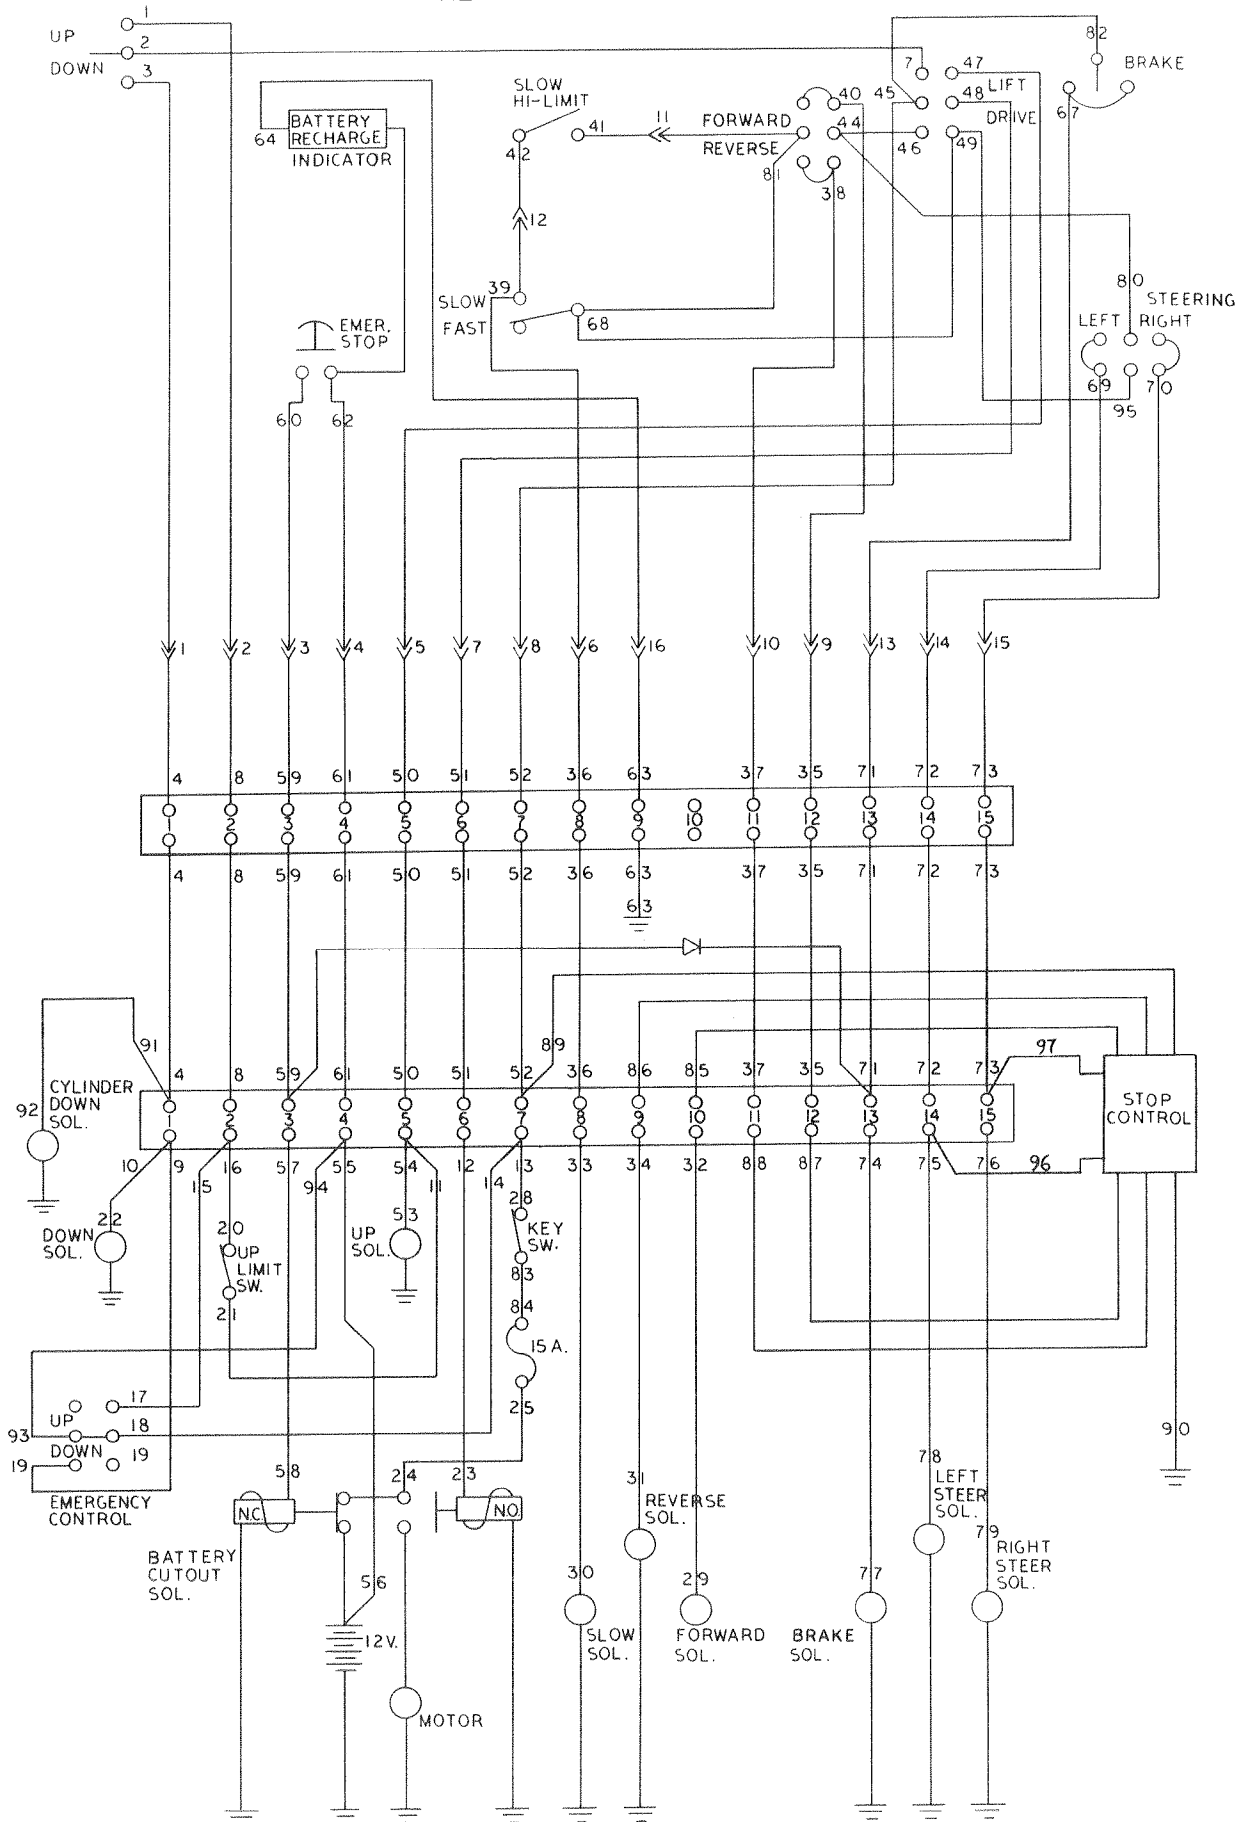 1
UP
2
DOWN
3
82
BRAKE
7
47
LIFT
45
48
DRIVE
67
46
49
SLOW
HI-LIMIT
BATTERY
RECHARGE
INDICATOR
64
42
41
11
FORWARD
REVERSE
40
44
81
38
12
39
SLOW
FAST
68
80
STEERING
LEFT RIGHT
69
70
95
EMER.
STOP
60
62
1 2 3 4 5 7 8 6 16 10 9 13 14 15
4 8 59 61 50 51 52 36 63 37 35 71 72 73
1 2 3 4 5 6 7 8 9 10 11 12 13 14 15
4 8 59 61 50 51 52 36 63 37 35 71 72 73
63
91
89
97
4 8 59 61 50 51 52 36 86 85 37 35 71 72 73
CYLINDER
DOWN
SOL.
92
1 2 3 4 5 6 7 8 9 10 11 12 13 14 15
STOP
CONTROL
10 9 15 16 57 94 55 54 11 12 14 13 33 34 32 88 87 74 75 76
96
22
DOWN
SOL.
20
UP
LIMIT
SW.
21
53
UP
SOL.
28
KEY
SW.
83
84
15 A.
25
17
UP
93
18
DOWN
19
19
EMERGENCY
CONTROL
90
58
24
23
N.C.
N.O.
BATTERY
CUTOUT
SOL.
56
12V.
MOTOR
30
SLOW
SOL.
31
REVERSE
SOL.
29
FORWARD
SOL.
77
BRAKE
SOL.
78
LEFT
STEER
SOL.
79
RIGHT
STEER
SOL.